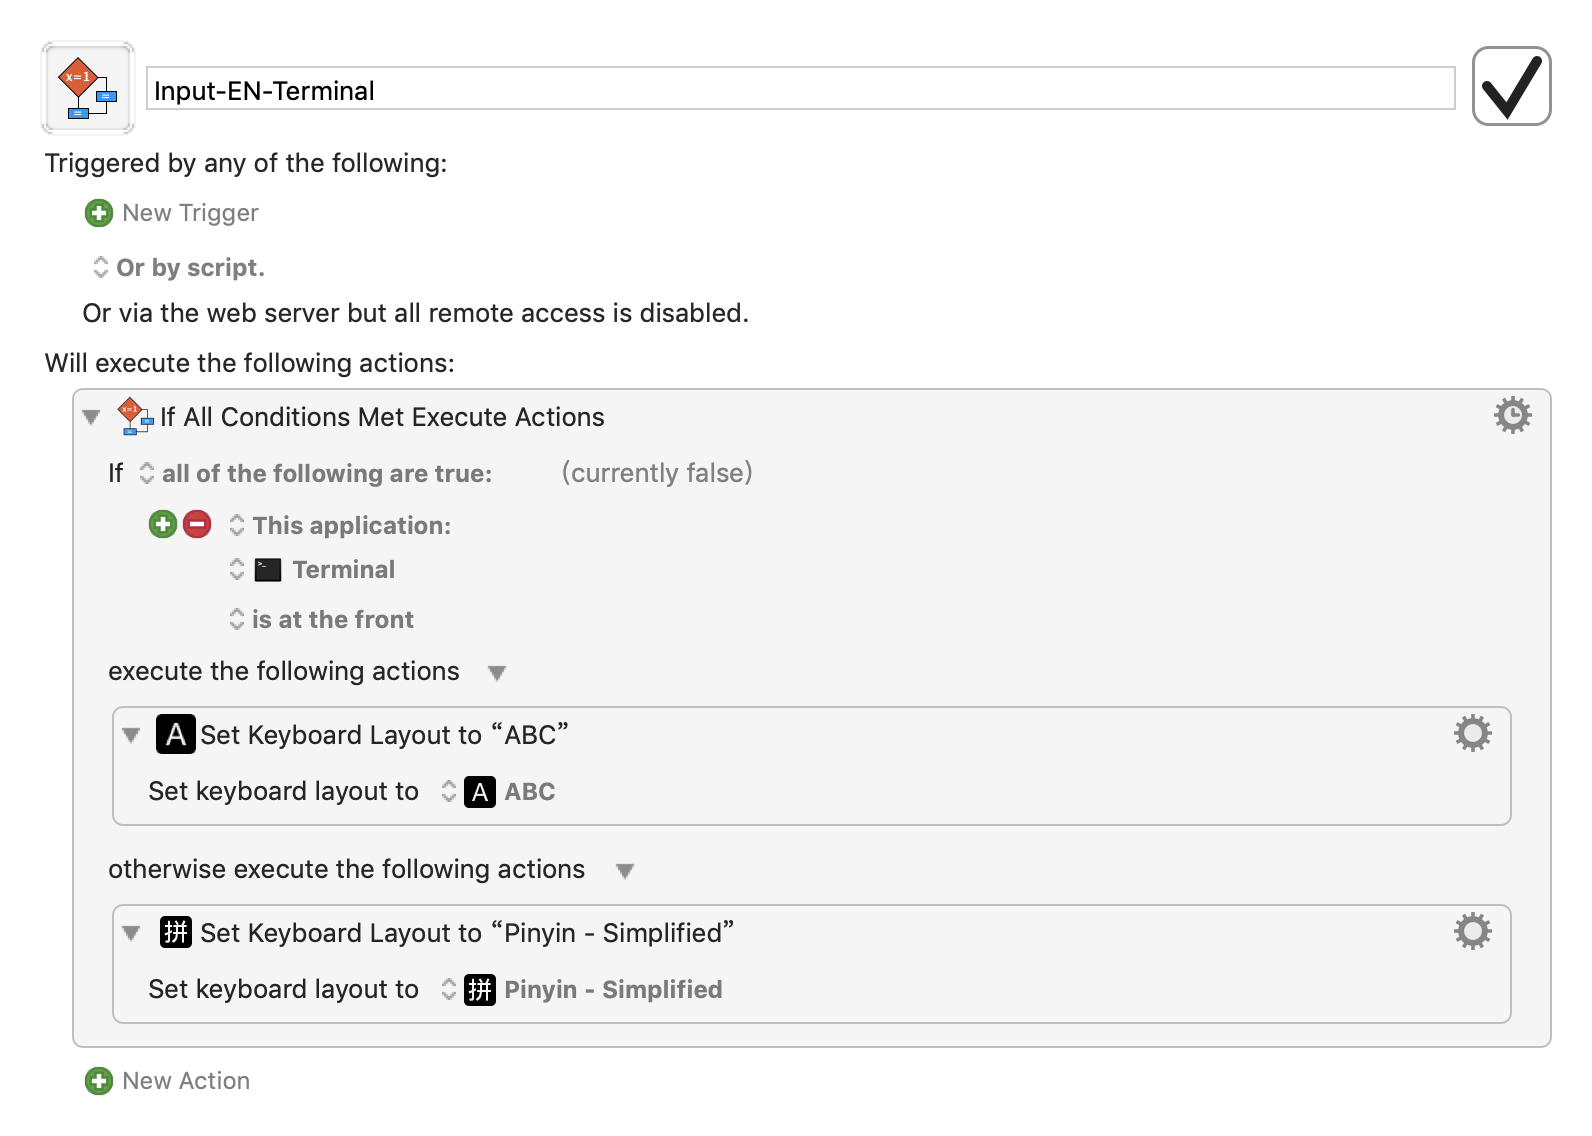 x=1
Input-EN-Terminal
Triggered by any of the following:
New Trigger
Or by script.
Or via the web server but all remote access is disabled.
Will execute the following actions:
x=1
If All Conditions Met Execute Actions
If all of the following are true: (currently false)
This application:
Terminal
is at the front
execute the following actions
A Set Keyboard Layout to “ABC”
Set keyboard layout to A ABC
otherwise execute the following actions
拼 Set Keyboard Layout to “Pinyin - Simplified”
Set keyboard layout to 拼 Pinyin - Simplified
New Action